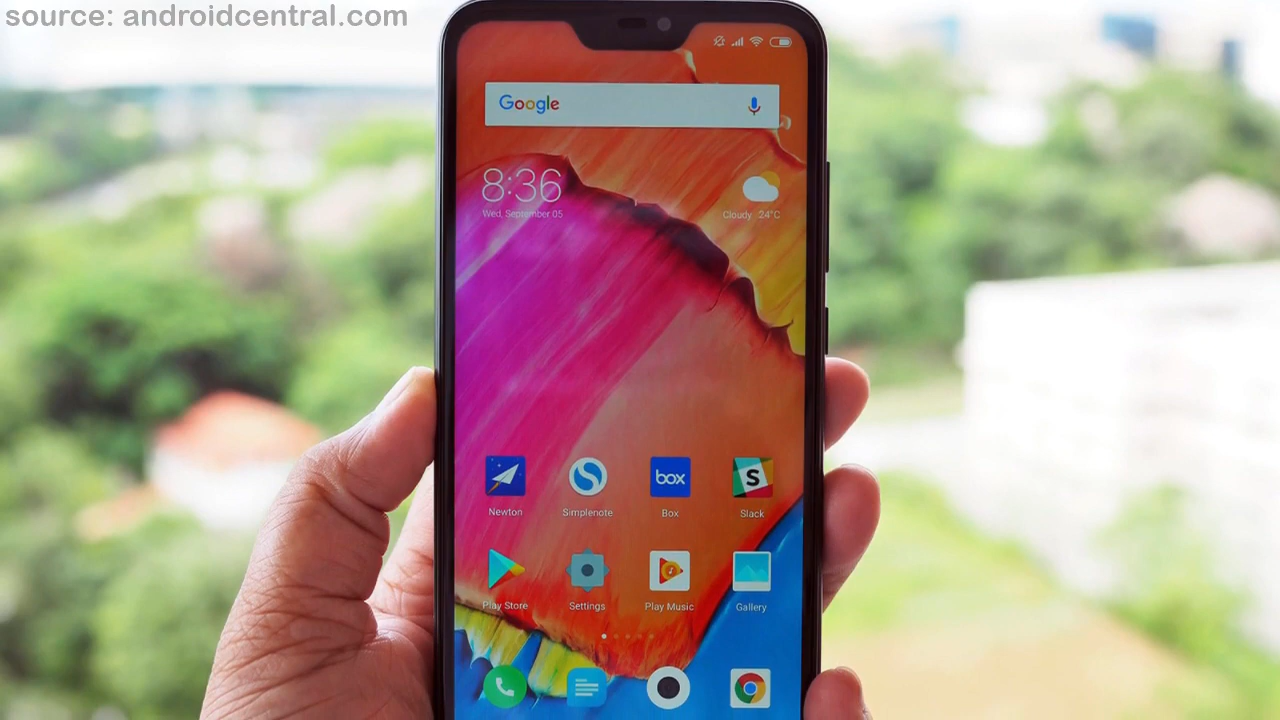 source: androidcentral.com
Google
8:36
Wed, September 05
Cloudy 24°C
Newton
Simplenote
box
Box
S
Slack
Play Store
Settings
Play Music
Gallery